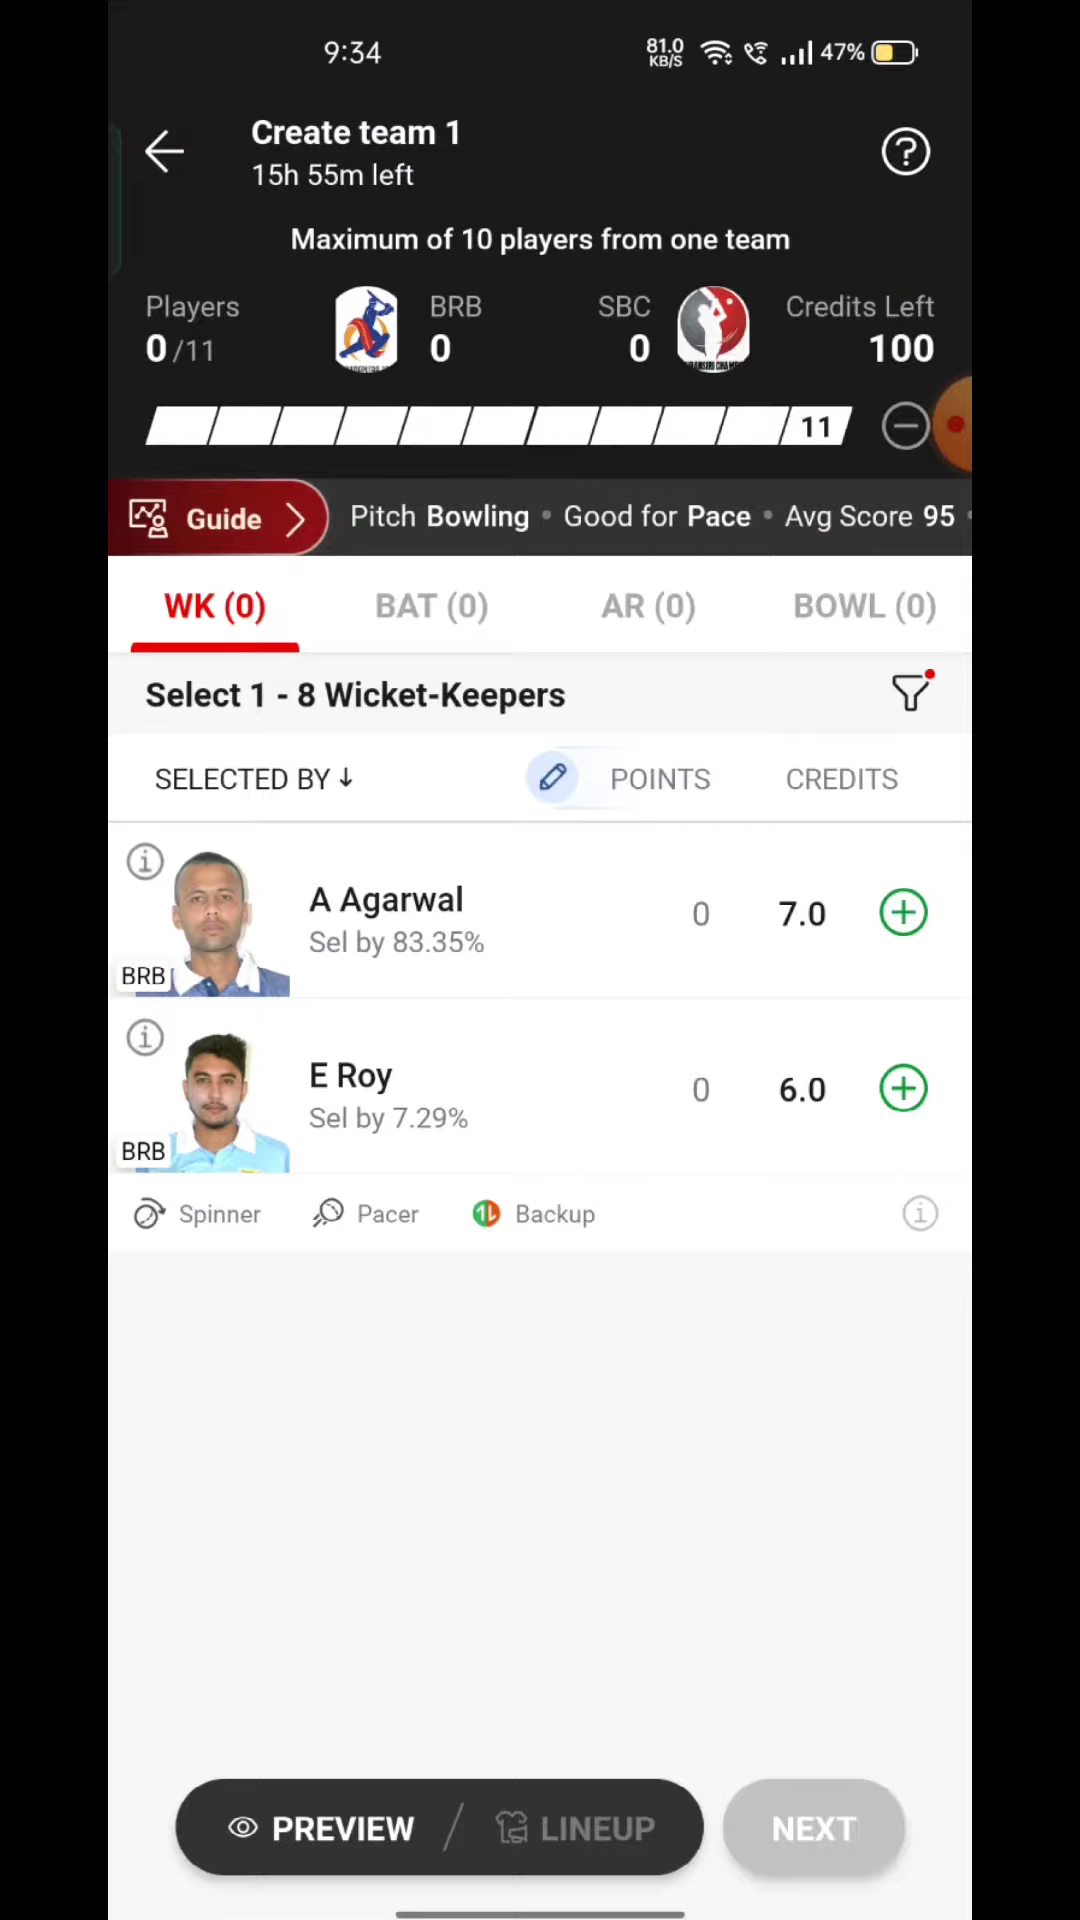 9:34
81.0
KB/S
47%
Create team 1
15h 55m left
Maximum of 10 players from one team
Players
BRB
SBC
Credits Left
0/11
0
0
100
11
Guide
Pitch Bowling • Good for Pace • Avg Score 95
WK (0)
BAT (0)
AR (0)
BOWL (0)
Select 1 - 8 Wicket-Keepers
SELECTED BY ↓
POINTS
CREDITS
A Agarwal
Sel by 83.35%
0
7.0
BRB
E Roy
Sel by 7.29%
0
6.0
BRB
Spinner
Pacer
Backup
PREVIEW
LINEUP
NEXT